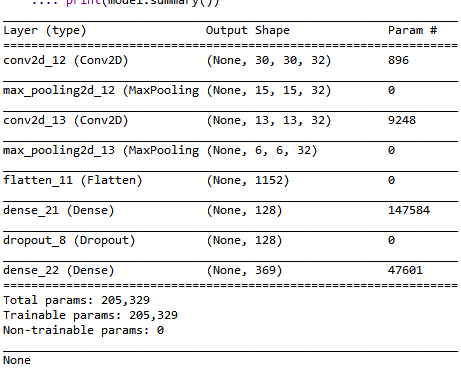 ....: print(model.summary())
Layer (type) Output Shape Param #
=================================================================
conv2d_12 (Conv2D) (None, 30, 30, 32) 896
max_pooling2d_12 (MaxPooling (None, 15, 15, 32) 0
conv2d_13 (Conv2D) (None, 13, 13, 32) 9248
max_pooling2d_13 (MaxPooling (None, 6, 6, 32) 0
flatten_11 (Flatten) (None, 1152) 0
dense_21 (Dense) (None, 128) 147584
dropout_8 (Dropout) (None, 128) 0
dense_22 (Dense) (None, 369) 47601
=================================================================
Total params: 205,329
Trainable params: 205,329
Non-trainable params: 0
None